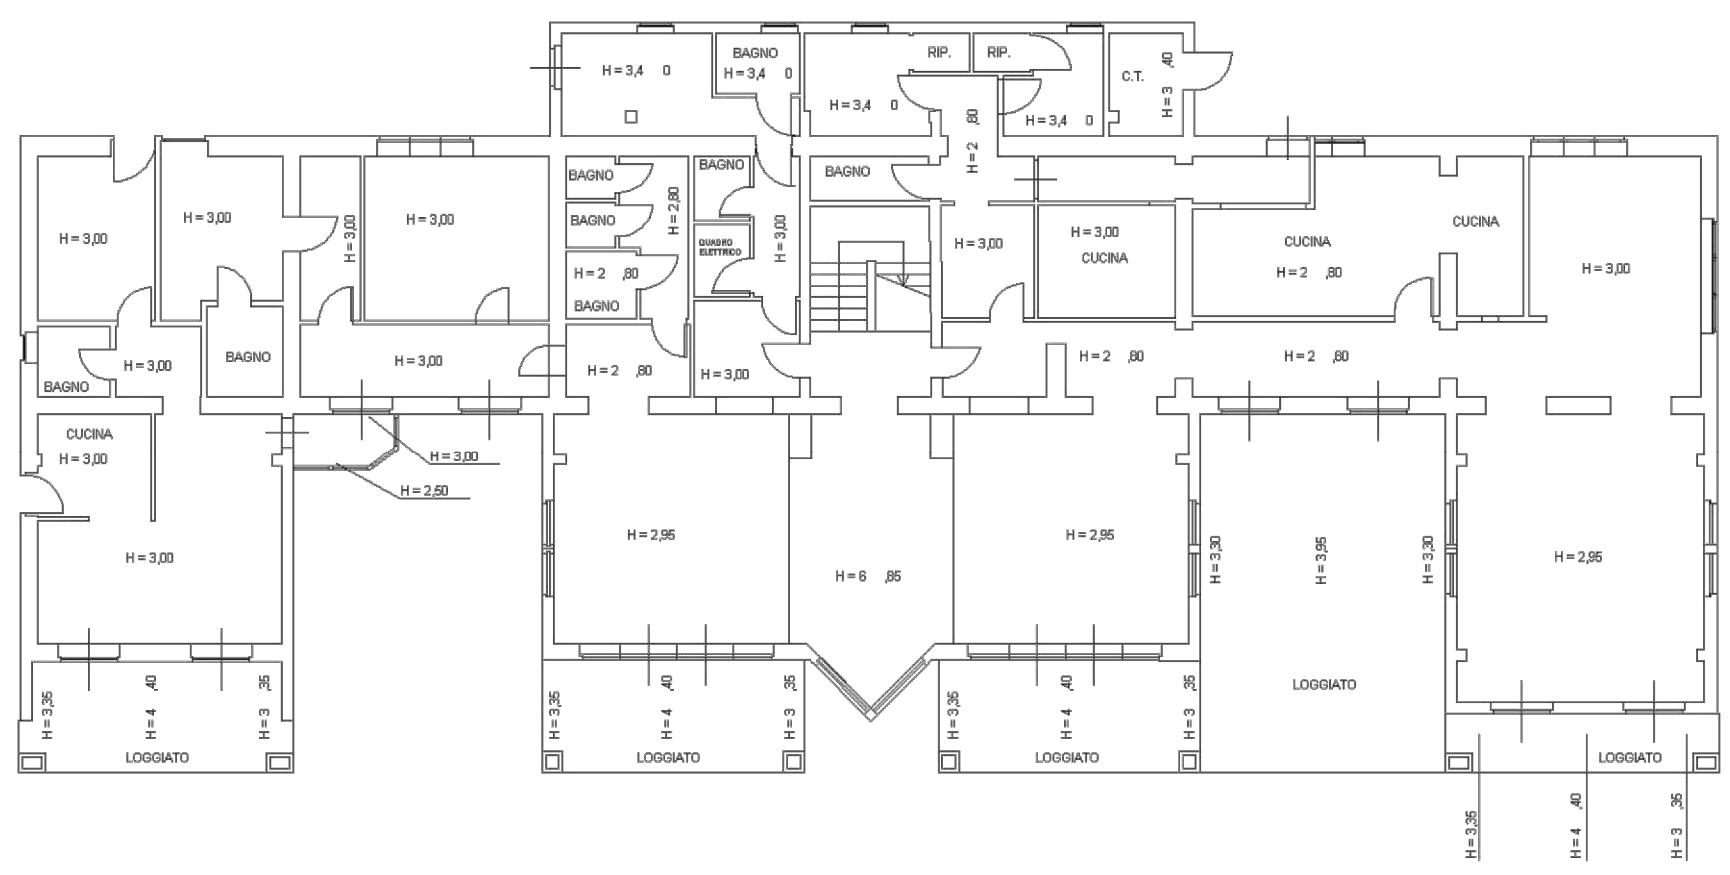 BAGNO
RIP.
RIP.
H = 3,4 0
H = 3,4 0
C.T.
H = 3 ,40
H = 3,4 0
H = 3,4 0
H = 2 ,80
BAGNO
BAGNO
BAGNO
H = 2,80
H = 3,00
H = 3,00
H = 3,00
H = 3,00
BAGNO
QUADRO
ELETTRICO
H = 3,00
H = 3,00
H = 3,00
CUCINA
CUCINA
H = 2 ,80
CUCINA
H = 3,00
H = 2 ,80
BAGNO
H = 3,00
BAGNO
BAGNO
H = 3,00
H = 2 ,80
H = 3,00
H = 2 ,80
H = 2 ,80
CUCINA
H = 3,00
H = 3,00
H = 2,50
H = 3,00
H = 2,95
H = 6 ,85
H = 2,95
H = 3,30
H = 3,95
H = 3,30
H = 2,95
LOGGIATO
H = 3,35
H = 4 ,40
H = 3 ,35
LOGGIATO
H = 3,35
H = 4 ,40
H = 3 ,35
LOGGIATO
H = 3,35
H = 4 ,40
H = 3 ,35
LOGGIATO
LOGGIATO
H = 3,35
H = 4 ,40
H = 3 ,35